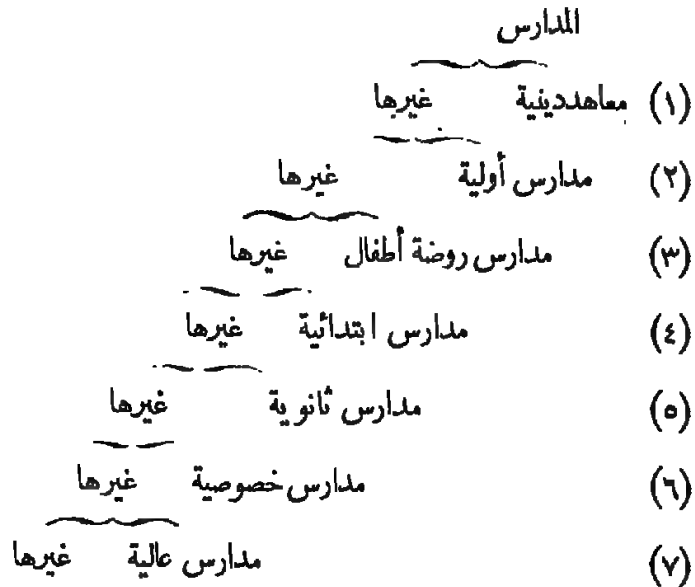 المدارس
(١) معاهد دينية غيرها
(٢) مدارس أولية غيرها
(٣) مدارس روضة أطفال غيرها
(٤) مدارس ابتدائية غيرها
(٥) مدارس ثانوية غيرها
(٦) مدارس خصوصية غيرها
(٧) مدارس عالية غيرها